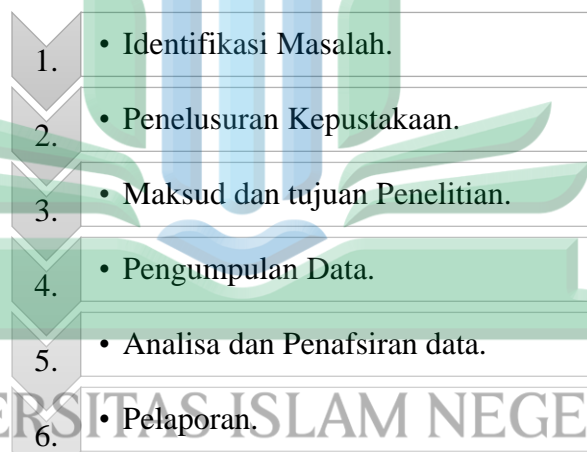 1. • Identifikasi Masalah.
2. • Penelusuran Kepustakaan.
3. • Maksud dan tujuan Penelitian.
4. • Pengumpulan Data.
5. • Analisa dan Penafsiran data.
6. • Pelaporan.
ERSITAS ISLAM NEGE